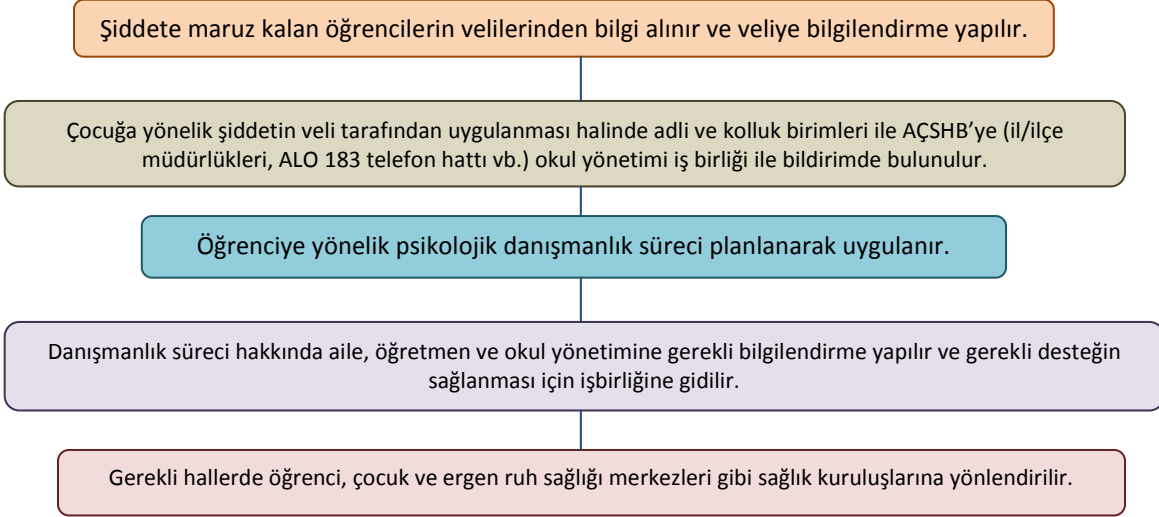 Şiddete maruz kalan öğrencilerin velilerinden bilgi alınır ve veliye bilgilendirme yapılır.
Çocuğa yönelik şiddetin veli tarafından uygulanması halinde adli ve kolluk birimleri ile AÇSHB’ye (il/ilçe
müdürlükleri, ALO 183 telefon hattı vb.) okul yönetimi iş birliği ile bildirimde bulunulur.
Öğrenciye yönelik psikolojik danışmanlık süreci planlanarak uygulanır.
Danışmanlık süreci hakkında aile, öğretmen ve okul yönetimine gerekli bilgilendirme yapılır ve gerekli desteğin
sağlanması için işbirliğine gidilir.
Gerekli hallerde öğrenci, çocuk ve ergen ruh sağlığı merkezleri gibi sağlık kuruluşlarına yönlendirilir.